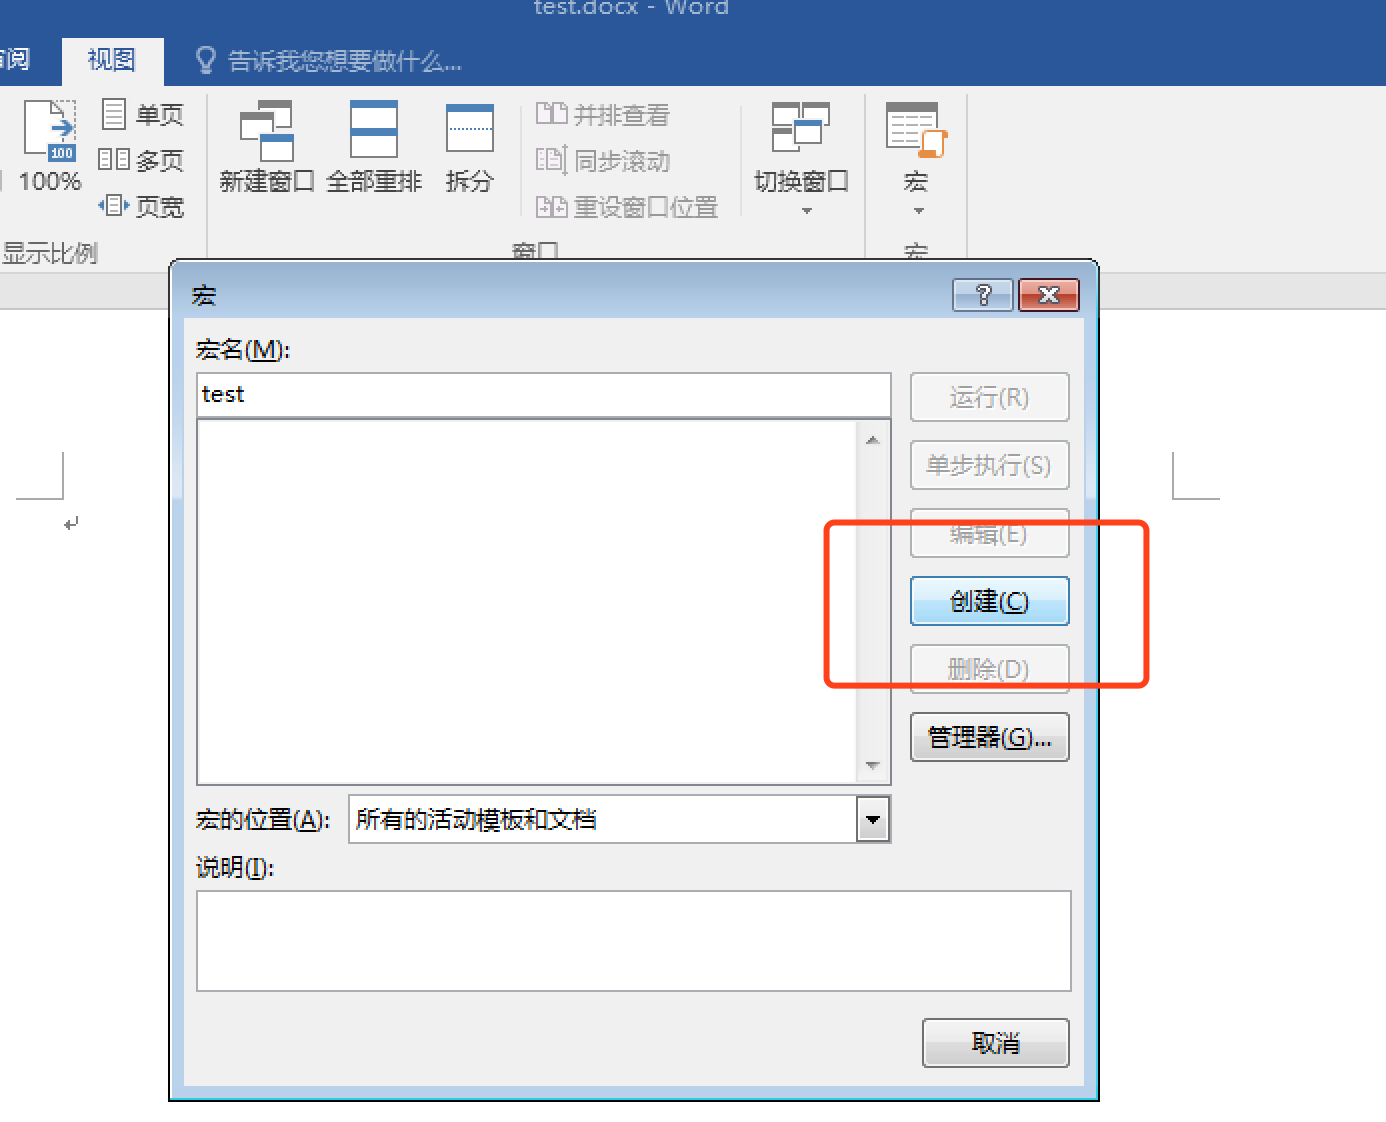 test.docx - Word
视图
告诉我您想要做什么...
100
100%
单页
多页
页宽
显示比例
新建窗口
全部重排
拆分
并排查看
同步滚动
重设窗口位置
窗口
切换窗口
宏
宏
宏
宏名(M):
test
运行(R)
单步执行(S)
编辑(E)
创建(C)
删除(D)
管理器(G)...
宏的位置(A):
所有的活动模板和文档
说明(I):
取消